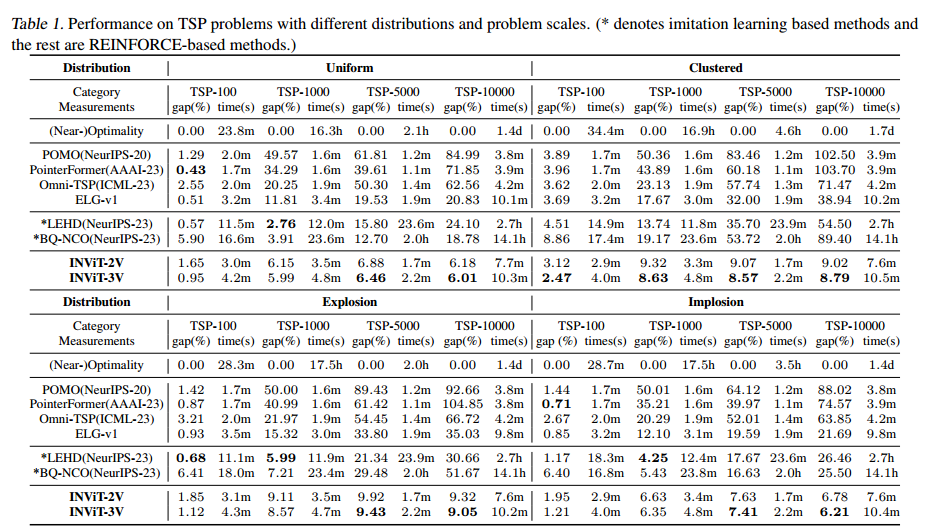 Table 1. Performance on TSP problems with different distributions and problem scales. (* denotes imitation learning based methods and
the rest are REINFORCE-based methods.)
Distribution Uniform Clustered
Category TSP-100 TSP-1000 TSP-5000 TSP-10000 TSP-100 TSP-1000 TSP-5000 TSP-10000
Measurements gap(%) time(s) gap(%) time(s) gap(%) time(s) gap(%) time(s) gap(%) time(s) gap(%) time(s) gap(%) time(s) gap(%) time(s)
(Near-)Optimality 0.00 23.8m 0.00 16.3h 0.00 2.1h 0.00 1.4d 0.00 34.4m 0.00 16.9h 0.00 4.6h 0.00 1.7d
POMO(NeurIPS-20) 1.29 2.0m 49.57 1.6m 61.81 1.2m 84.99 3.8m 3.89 1.7m 50.36 1.6m 83.46 1.2m 102.50 3.9m
PointerFormer(AAAI-23) 0.43 1.7m 34.29 1.6m 39.61 1.1m 71.85 3.9m 3.96 1.7m 43.89 1.6m 60.18 1.1m 103.70 3.9m
Omni-TSP(ICML-23) 2.55 2.0m 20.25 1.9m 50.30 1.4m 62.56 4.2m 3.62 2.0m 23.13 1.9m 57.74 1.3m 71.47 4.2m
ELG-v1 0.51 3.2m 11.81 3.4m 19.53 1.9m 20.83 10.1m 3.69 3.2m 17.67 3.0m 32.00 1.9m 38.94 10.2m
*LEHD(NeurIPS-23) 0.57 11.5m 2.76 12.0m 15.80 23.6m 24.10 2.7h 4.51 14.9m 13.74 11.8m 35.70 23.9m 54.50 2.7h
*BQ-NCO(NeurIPS-23) 5.90 16.6m 3.91 23.6m 12.70 2.0h 18.78 14.1h 8.86 17.4m 19.17 23.6m 53.72 2.0h 89.40 14.1h
INViT-2V 1.65 3.0m 6.15 3.5m 6.88 1.7m 6.18 7.7m 3.12 2.9m 9.32 3.3m 9.07 1.7m 9.02 7.6m
INViT-3V 0.95 4.2m 5.99 4.8m 6.46 2.2m 6.01 10.3m 2.47 4.0m 8.63 4.8m 8.57 2.2m 8.79 10.5m
Distribution Explosion Implosion
Category TSP-100 TSP-1000 TSP-5000 TSP-10000 TSP-100 TSP-1000 TSP-5000 TSP-10000
Measurements gap(%) time(s) gap(%) time(s) gap(%) time(s) gap(%) time(s) gap (%) times(s) gap(%) time(s) gap(%) time(s) gap(%) time(s)
(Near-)Optimality 0.00 28.3m 0.00 17.5h 0.00 2.0h 0.00 1.4d 0.00 28.7m 0.00 17.5h 0.00 3.5h 0.00 1.4d
POMO(NeurIPS-20) 1.42 1.7m 50.00 1.6m 89.43 1.2m 92.66 3.8m 1.44 1.7m 50.01 1.6m 64.12 1.2m 88.02 3.8m
PointerFormer(AAAI-23) 0.87 1.7m 40.99 1.6m 61.42 1.1m 104.85 3.8m 0.71 1.7m 35.21 1.6m 39.97 1.1m 74.57 3.9m
Omni-TSP(ICML-23) 3.21 2.0m 21.97 1.9m 54.45 1.4m 66.72 4.2m 2.67 2.0m 20.29 1.9m 52.01 1.4m 63.85 4.2m
ELG-v1 0.93 3.5m 15.32 3.0m 33.80 1.9m 35.03 9.8m 0.85 3.2m 12.10 3.1m 19.59 1.9m 21.69 9.8m
*LEHD(NeurIPS-23) 0.68 11.1m 5.99 11.9m 21.34 23.9m 30.66 2.7h 1.17 18.3m 4.25 12.4m 17.67 23.6m 26.46 2.7h
*BQ-NCO(NeurIPS-23) 6.41 18.0m 7.21 23.4m 29.48 2.0h 51.67 14.1h 6.40 16.8m 5.43 23.8m 16.63 2.0h 25.50 14.1h
INViT-2V 1.85 3.1m 9.11 3.5m 9.92 1.7m 9.32 7.6m 1.95 2.9m 6.63 3.4m 7.63 1.7m 6.78 7.6m
INViT-3V 1.12 4.3m 8.57 4.7m 9.43 2.2m 9.05 10.2m 1.21 4.0m 6.35 4.8m 7.41 2.2m 6.21 10.4m